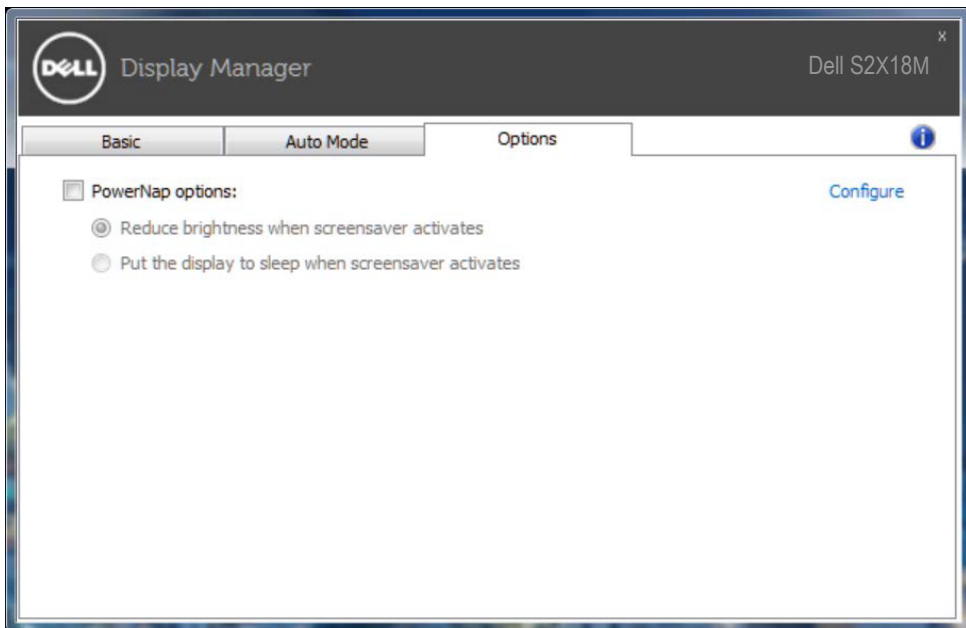 DELL Display Manager
x
Dell S2X18M
Basic Auto Mode Options i
PowerNap options: Configure
Reduce brightness when screensaver activates
Put the display to sleep when screensaver activates